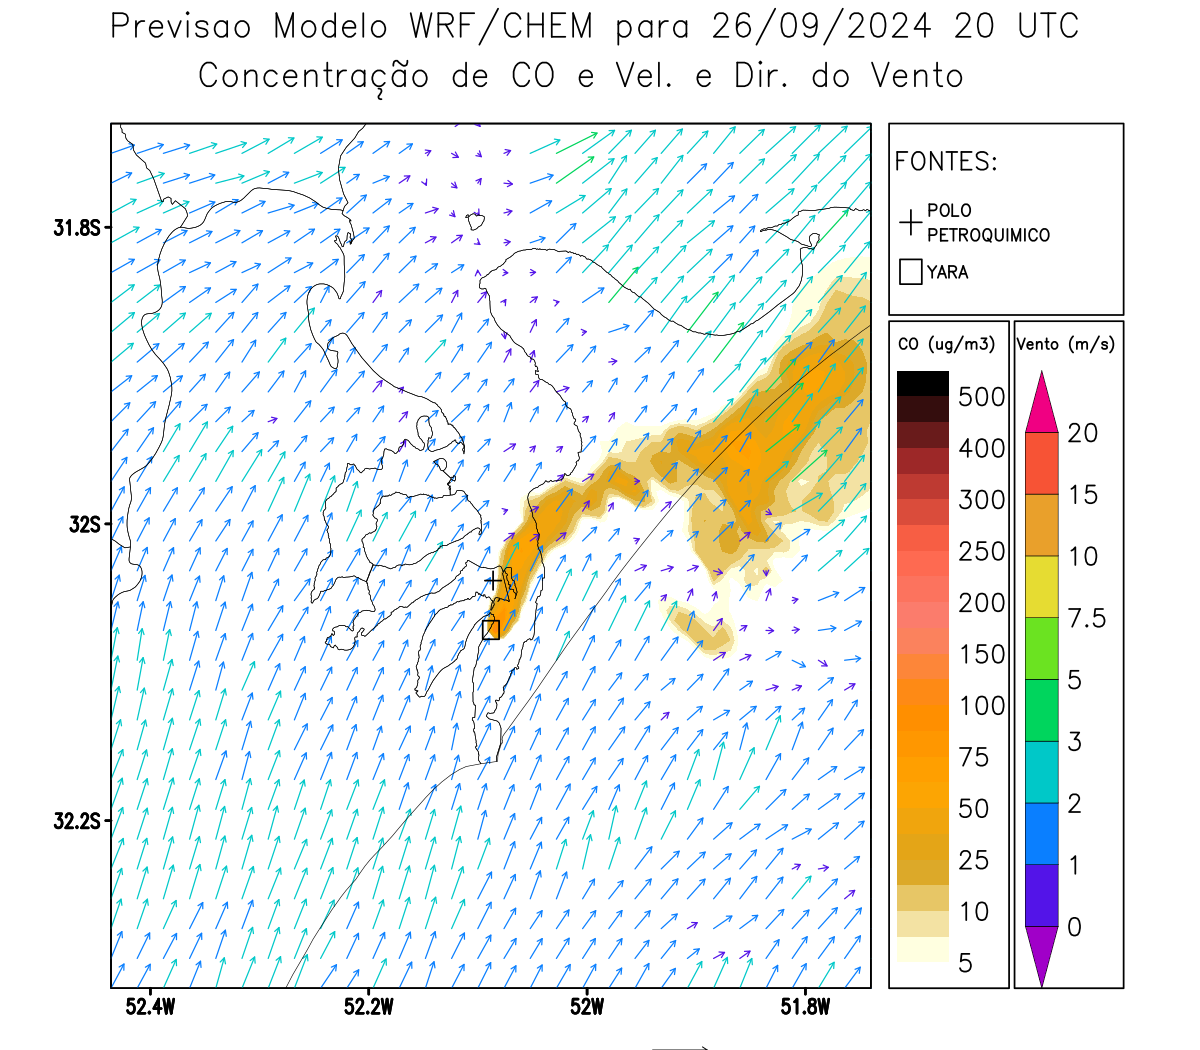 Previsao Modelo WRF/CHEM para 26/09/2024 20 UTC
Concentração de CO e Vel. e Dir. do Vento
FONTES:
POLO
PETROQUIMICO
YARA
CO (ug/m3)
500
400
300
250
200
150
100
75
50
25
10
5
Vento (m/s)
20
15
10
7.5
5
3
2
1
0
31.8S
32S
32.2S
52.4W
52.2W
52W
51.8W